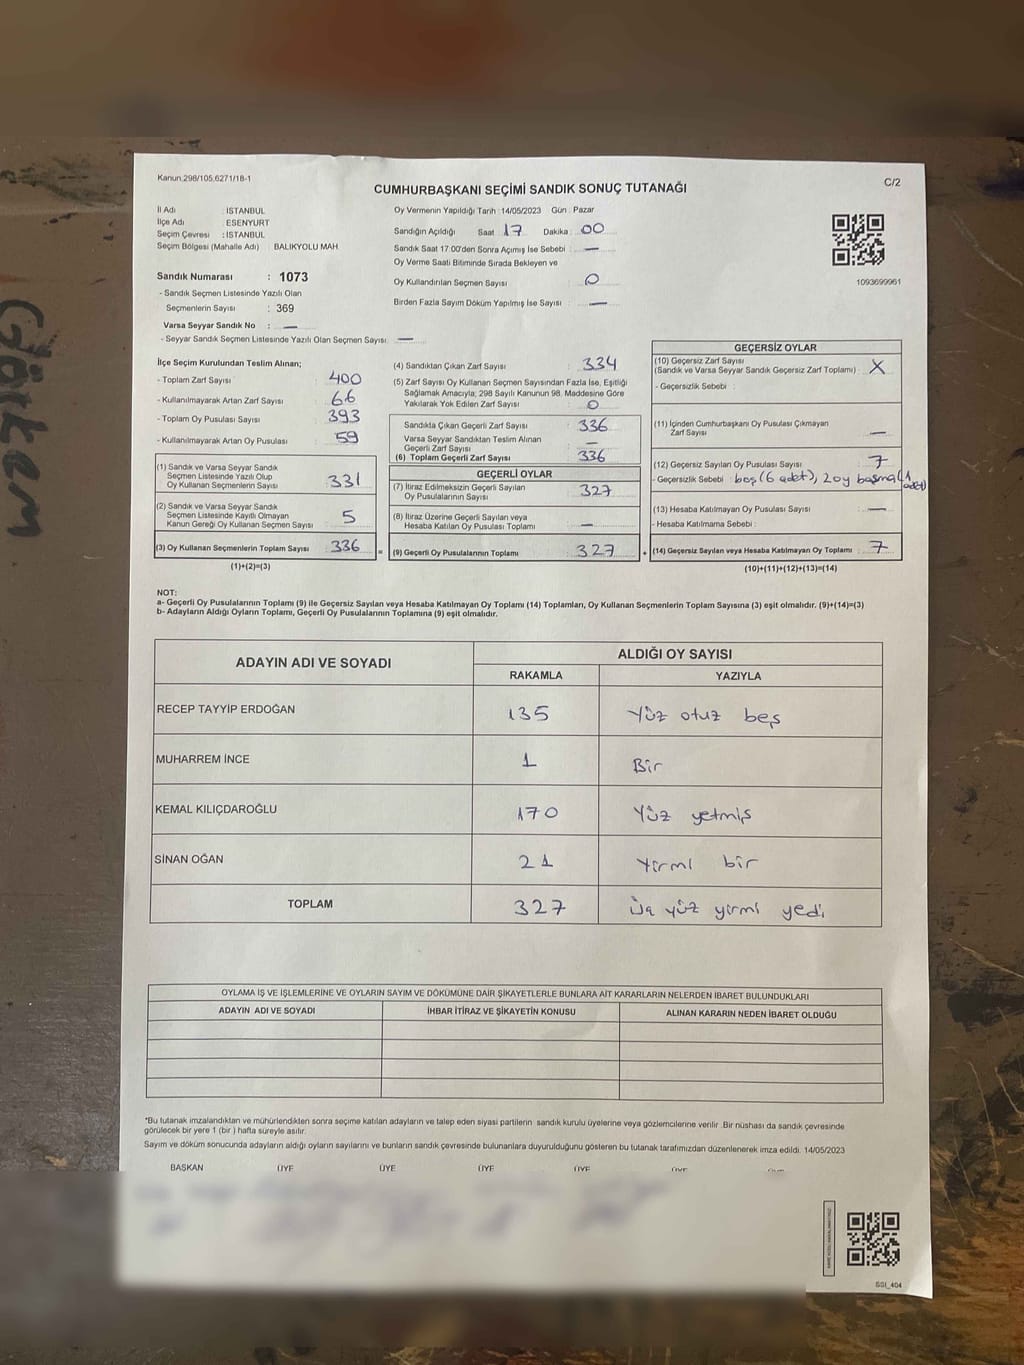 Kanun.298/105,6271/18-1
CUMHURBAŞKANI SEÇİMİ SANDIK SONUÇ TUTANAĞI
C/2
İl Adı : İSTANBUL
İlçe Adı : ESENYURT
Seçim Çevresi : İSTANBUL
Seçim Bölgesi (Mahalle Adı) : BALIKYOLU MAH
Sandık Numarası : 1073
- Sandık Seçmen Listesinde Yazılı Olan
Seçmenlerin Sayısı : 369
Varsa Seyyar Sandık No : —
- Seyyar Sandık Seçmen Listesinde Yazılı Olan Seçmen Sayısı: —
Oy Vermenin Yapıldığı Tarih : 14/05/2023 Gün : Pazar
Sandığın Açıldığı Saat : 17 Dakika : 00
Sandık Saat 17.00'den Sonra Açımış İse Sebebi : —
Oy Verme Saati Bitiminde Sırada Bekleyen ve
Oy Kullandırılan Seçmen Sayısı : 0
Birden Fazla Sayım Döküm Yapılmış İse Sayısı : —
1093699961
İlçe Seçim Kurulundan Teslim Alınan;
- Toplam Zarf Sayısı : 400
- Kullanılmayarak Artan Zarf Sayısı : 66
- Toplam Oy Pusulası Sayısı : 393
- Kullanılmayarak Artan Oy Pusulası : 59
(1) Sandık ve Varsa Seyyar Sandık
Seçmen Listesinde Yazılı Olup
Oy Kullanan Seçmenlerin Sayısı : 331
(2) Sandık ve Varsa Seyyar Sandık
Seçmen Listesinde Kaydı Olmayan
Kanun Gereği Oy Kullanan Seçmen Sayısı : 5
(3) Oy Kullanan Seçmenlerin Toplam Sayısı : 336
(1)+(2)=(3)
(4) Sandıktan Çıkan Zarf Sayısı : 334
(5) Zarf Sayısı Oy Kullanan Seçmen Sayısından Fazla İse, Eşitliği
Sağlamak Amacıyla; 298 Sayılı Kanunun 98. Maddesine Göre
Yakılarak Yok Edilen Zarf Sayısı : 0
Sandıkla Çıkan Geçerli Zarf Sayısı : 336
Varsa Seyyar Sandıktan Teslim Alınan
Geçerli Zarf Sayısı : —
(6) Toplam Geçerli Zarf Sayısı : 336
GEÇERLİ OYLAR
(7) İtiraz Edilmeksizin Geçerli Sayılan
Oy Pusulalarının Sayısı : 327
(8) İtiraz Üzerine Geçerli Sayılan veya
Hesaba Katılan Oy Pusulası Toplamı : —
= (9) Geçerli Oy Pusulalarının Toplamı : 327
GEÇERSİZ OYLAR
(10) Geçersiz Zarf Sayısı
(Sandık ve Varsa Seyyar Sandık Geçersiz Zarf Toplamı) : X
- Geçersizlik Sebebi :
(11) İçinden Cumhurbaşkanı Oy Pusulası Çıkmayan
Zarf Sayısı : —
(12) Geçersiz Sayılan Oy Pusulası Sayısı : 7
- Geçersizlik Sebebi : boş (6 adet), 2 oy basma (1 adet)
(13) Hesaba Katılmayan Oy Pusulası Sayısı : —
- Hesaba Katılmama Sebebi :
+ (14) Geçersiz Sayılan veya Hesaba Katılmayan Oy Toplamı : 7
(10)+(11)+(12)+(13)=(14)
NOT:
a- Geçerli Oy Pusulalarının Toplamı (9) ile Geçersiz Sayılan veya Hesaba Katılmayan Oy Toplamı (14) Toplamları, Oy Kullanan Seçmenlerin Toplam Sayısına (3) eşit olmalıdır. (9)+(14)=(3)
b- Adayların Aldığı Oyların Toplamı, Geçerli Oy Pusulalarının Toplamına (9) eşit olmalıdır.
ADAYIN ADI VE SOYADI
ALDIĞI OY SAYISI
RAKAMLA YAZIYLA
RECEP TAYYİP ERDOĞAN 135 Yüz otuz beş
MUHARREM İNCE 1 Bir
KEMAL KILIÇDAROĞLU 170 Yüz yetmiş
SİNAN OĞAN 21 Yirmi bir
TOPLAM 327 Üç yüz yirmi yedi
OYLAMA İŞ VE İŞLEMLERİNE VE OYLARIN SAYIM VE DÖKÜMÜNE DAİR ŞİKAYETLERLE BUNLARA AİT KARARLARIN NELERDEN İBARET BULUNDUKLARI
ADAYIN ADI VE SOYADI İHBAR İTİRAZ VE ŞİKAYETİN KONUSU ALINAN KARARIN NEDEN İBARET OLDUĞU
*Bu tutanak imzalandıktan ve mühürlendikten sonra seçime katılan adayların ve talep eden siyasi partilerin sandık kurulu üyelerine veya gözlemcilerine verilir .Bir nüshası da sandık çevresinde
görülecek bir yere 1 (bir ) hafta süreyle asılır.
Sayım ve döküm sonucunda adayların aldığı oyların sayılarını ve bunların sandık çevresinde bulunanlara duyurulduğunu gösteren bu tutanak tarafımızdan düzenlenerek imza edildi. 14/05/2023
BAŞKAN ÜYE ÜYE ÜYE ÜYE ÜYE
SSI_404
Görkem